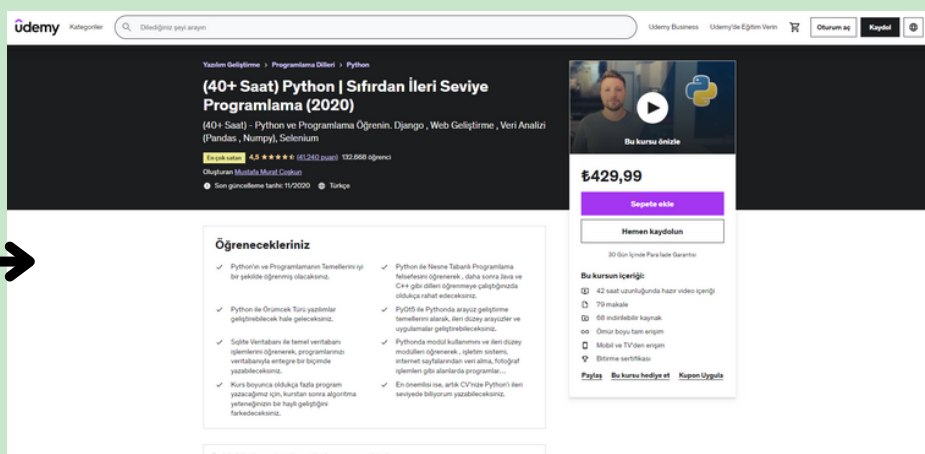 ûdemy Kategoriler Dilediğiniz şeyi arayın Udemy Business Udemy'de Eğitim Verin Oturum aç Kaydol
Yazılım Geliştirme > Programlama Dilleri > Python
(40+ Saat) Python | Sıfırdan İleri Seviye
Programlama (2020)
(40+ Saat) - Python ve Programlama Öğrenin. Django , Web Geliştirme , Veri Analizi
(Pandas , Numpy), Selenium
En çok satan 4,5 (41.240 puan) 132.668 öğrenci
Oluşturan Mustafa Murat Coşkun
Son güncelleme tarihi: 11/2020 Türkçe
Bu kursu önizle
₺429,99
Sepete ekle
Hemen kaydolun
30 Gün İçinde Para İade Garantisi
Bu kursun içeriği:
42 saat uzunluğunda hazır video içeriği
79 makale
68 indirilebilir kaynak
Ömür boyu tam erişim
Mobil ve TV'den erişim
Bitirme sertifikası
Paylaş Bu kursu hediye et Kupon Uygula
Öğrenecekleriniz
Python'ın ve Programlamanın Temellerini iyi
bir şekilde öğrenmiş olacaksınız.
Python ile Nesne Tabanlı Programlama
felsefesini öğrenerek , daha sonra Java ve
C++ gibi dilleri öğrenmeye çalıştığınızda
oldukça rahat edeceksiniz.
Python ile Örümcek Türü yazılımlar
geliştirebilecek hale geleceksiniz.
PyQt5 ile Pythonda arayüz geliştirme
temellerini alarak, ileri düzey arayüzler ve
uygulamalar geliştirebileceksiniz.
Sqlite Veritabanı ile temel veritabanı
işlemlerini öğrenerek, programlarınızı
veritabanıyla entegre bir biçimde
yazabileceksiniz.
Pythonda modül kullanımını ve ileri düzey
modülleri öğrenerek , işletim sistemi,
internet sayfalarından veri alma, fotoğraf
işlemleri gibi alanlarda programlar...
Kurs boyunca oldukça fazla program
yazacağımız için, kurstan sonra algoritma
yeteneğinizin bir hayli geliştiğini
farkedeceksiniz.
En önemlisi ise, artık CV'nize Python'ı ileri
seviyede biliyorum yazabileceksiniz.